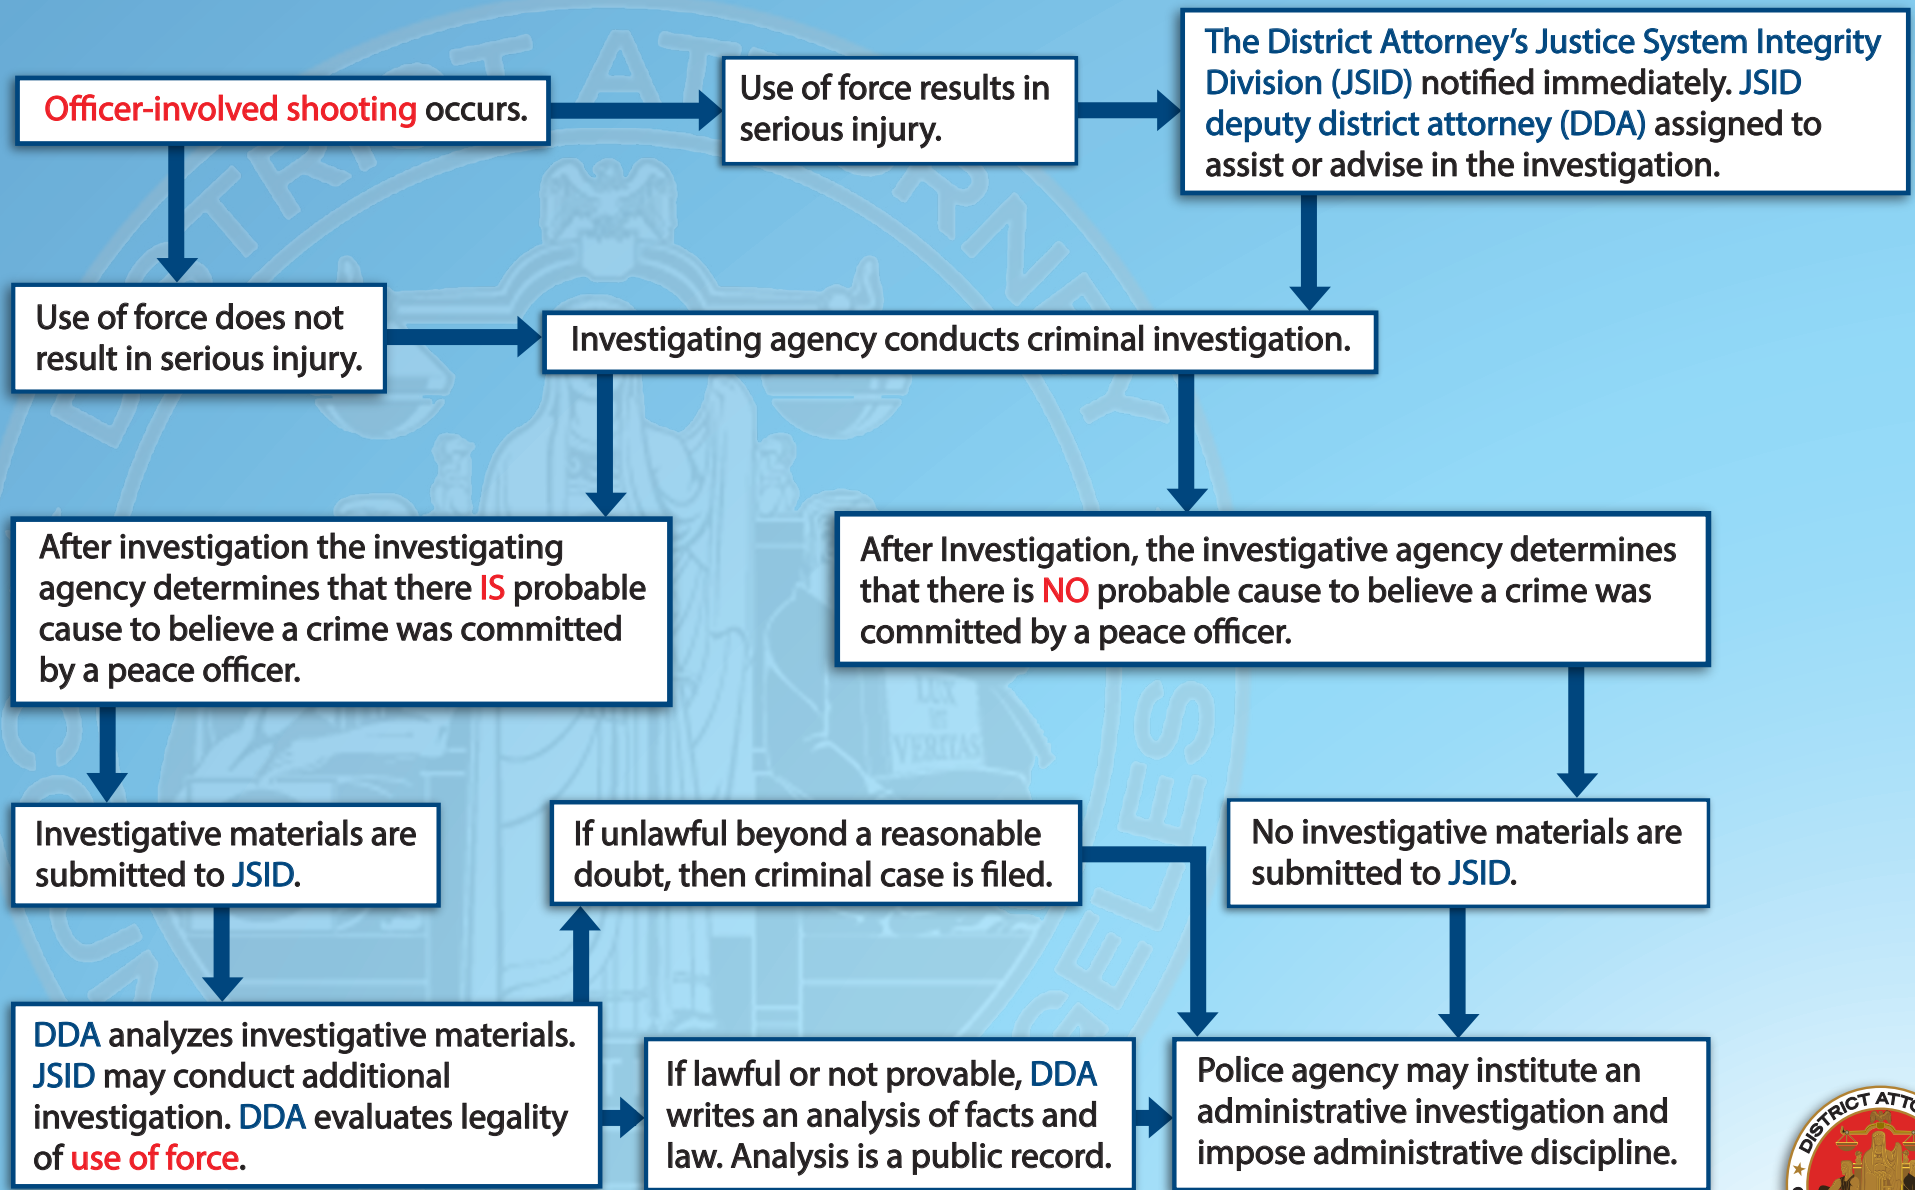 Officer-involved shooting occurs.
Use of force results in
serious injury.
The District Attorney's Justice System Integrity
Division (JSID) notified immediately. JSID
deputy district attorney (DDA) assigned to
assist or advise in the investigation.
Use of force does not
result in serious injury.
Investigating agency conducts criminal investigation.
After investigation the investigating
agency determines that there IS probable
cause to believe a crime was committed
by a peace officer.
After Investigation, the investigative agency determines
that there is NO probable cause to believe a crime was
committed by a peace officer.
Investigative materials are
submitted to JSID.
If unlawful beyond a reasonable
doubt, then criminal case is filed.
No investigative materials are
submitted to JSID.
DDA analyzes investigative materials.
JSID may conduct additional
investigation. DDA evaluates legality
of use of force.
If lawful or not provable, DDA
writes an analysis of facts and
law. Analysis is a public record.
Police agency may institute an
administrative investigation and
impose administrative discipline.
DISTRICT ATTORNEY
LUX
ET
VERITAS
DISTRICT ATTO